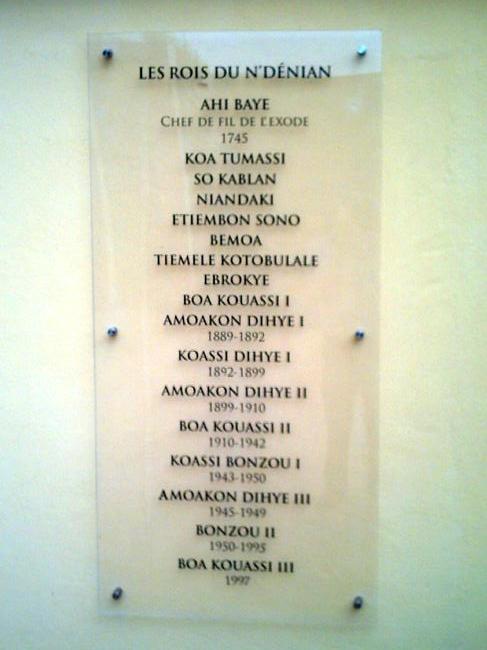 LES ROIS DU N'DÉNIAN
AHI BAYE
CHEF DE FIL DE L'EXODE
1745
KOA TUMASSI
SO KABLAN
NIANDAKI
ETIEMBON SONO
BEMOA
TIEMELE KOTOBULALE
EBROKYE
BOA KOUASSI I
AMOAKON DIHYE I
1889-1892
KOASSI DIHYE I
1892-1899
AMOAKON DIHYE II
1899-1910
BOA KOUASSI II
1910-1942
KOASSI BONZOU I
1943-1950
AMOAKON DIHYE III
1945-1949
BONZOU II
1950-1995
BOA KOUASSI III
1997